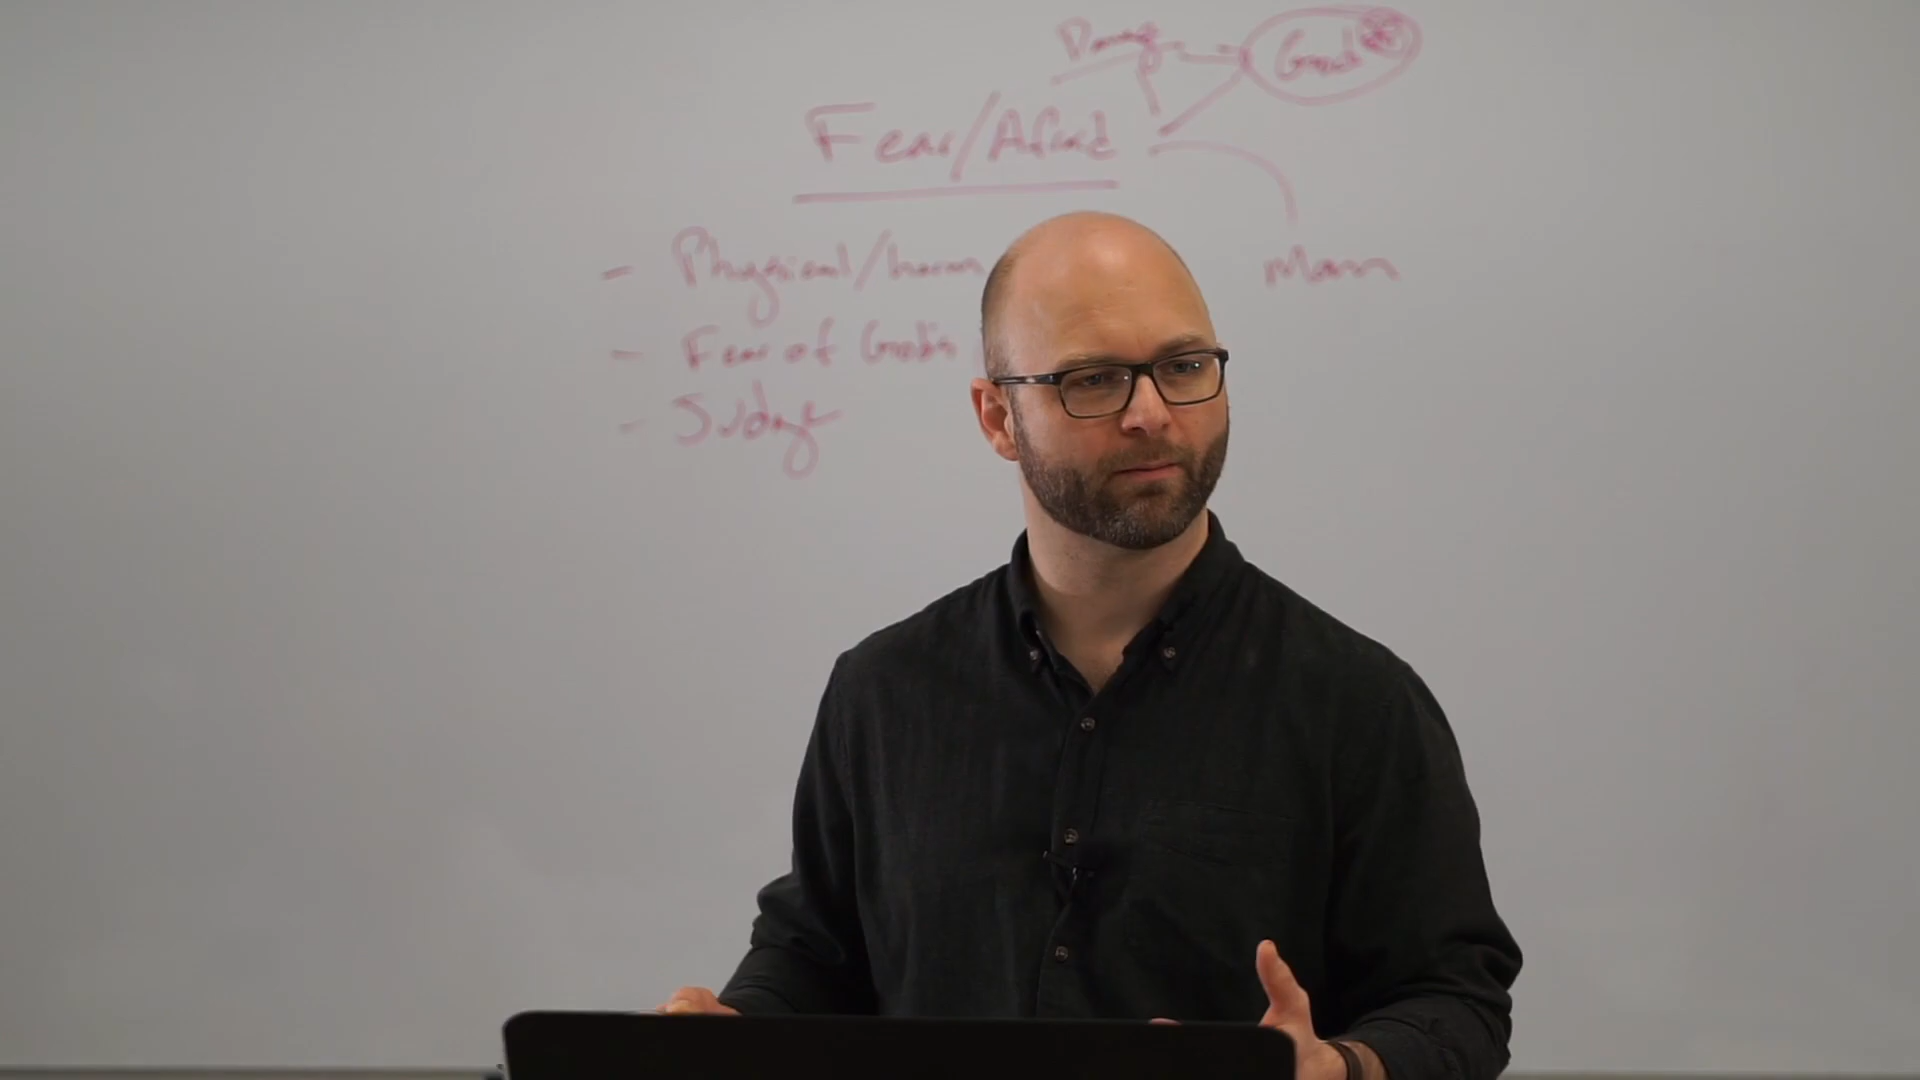 God
Fear/Afraid
- Physical/harm
Man
- Fear of God's
- Judge